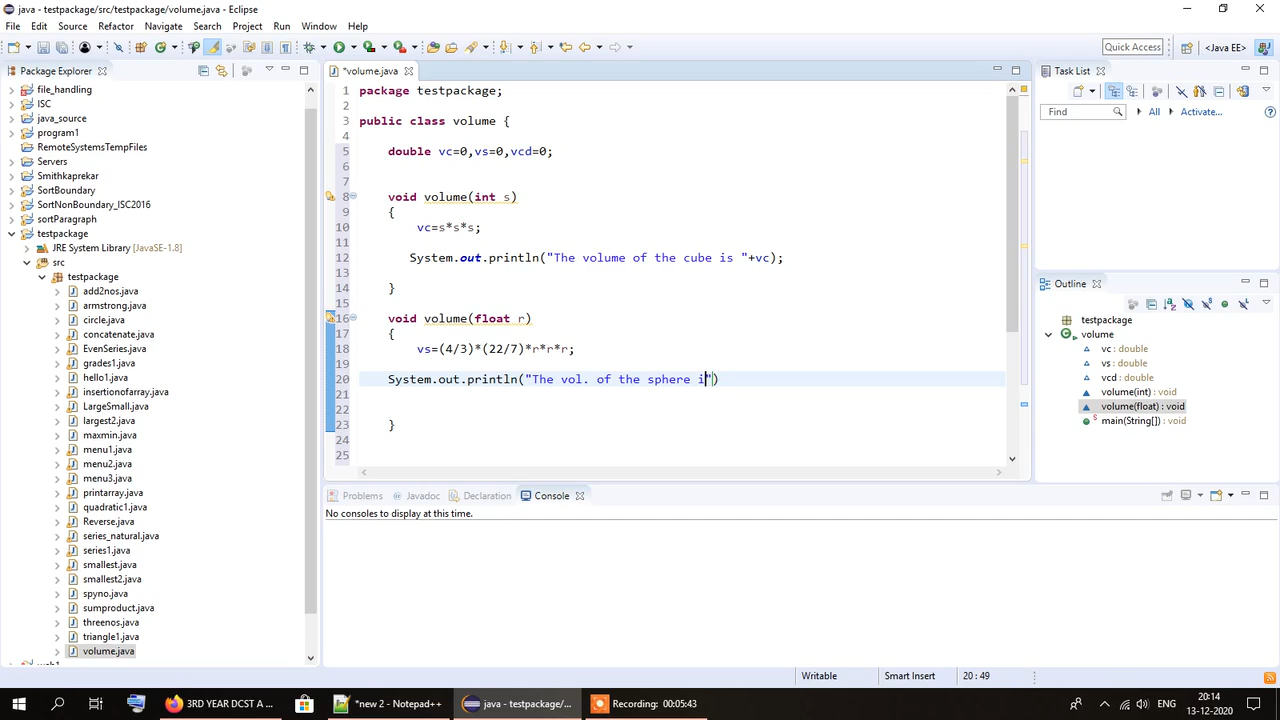 java - testpackage/src/testpackage/volume.java - Eclipse
File Edit Source Refactor Navigate Search Project Run Window Help
Quick Access
<Java EE>
Package Explorer
file_handling
ISC
java_source
program1
RemoteSystemsTempFiles
Servers
Smithkaprekar
SortBoundary
SortNonBoundary_ISC2016
sortParagraph
testpackage
JRE System Library [JavaSE-1.8]
src
testpackage
add2nos.java
armstrong.java
circle.java
concatenate.java
EvenSeries.java
grades1.java
hello1.java
insertionofarray.java
LargeSmall.java
largest2.java
maxmin.java
menu1.java
menu2.java
menu3.java
printarray.java
quadratic1.java
Reverse.java
series_natural.java
series1.java
smallest.java
smallest2.java
spyno.java
sumproduct.java
threenos.java
triangle1.java
volume.java
*volume.java
1 package testpackage;
2
3 public class volume {
4
5 double vc=0,vs=0,vcd=0;
6
7
8 void volume(int s)
9 {
10 vc=s*s*s;
11
12 System.out.println("The volume of the cube is "+vc);
13
14 }
15
16 void volume(float r)
17 {
18 vs=(4/3)*(22/7)*r*r*r;
19
20 System.out.println("The vol. of the sphere i")
21
22
23 }
24
25
Task List
Find All Activate...
Outline
testpackage
volume
vc : double
vs : double
vcd : double
volume(int) : void
volume(float) : void
main(String[]) : void
Problems Javadoc Declaration Console
No consoles to display at this time.
Writable Smart Insert 20 : 49
3RD YEAR DCST A ... *new 2 - Notepad++ java - testpackage/... Recording: 00:05:43 ENG 20:14
13-12-2020